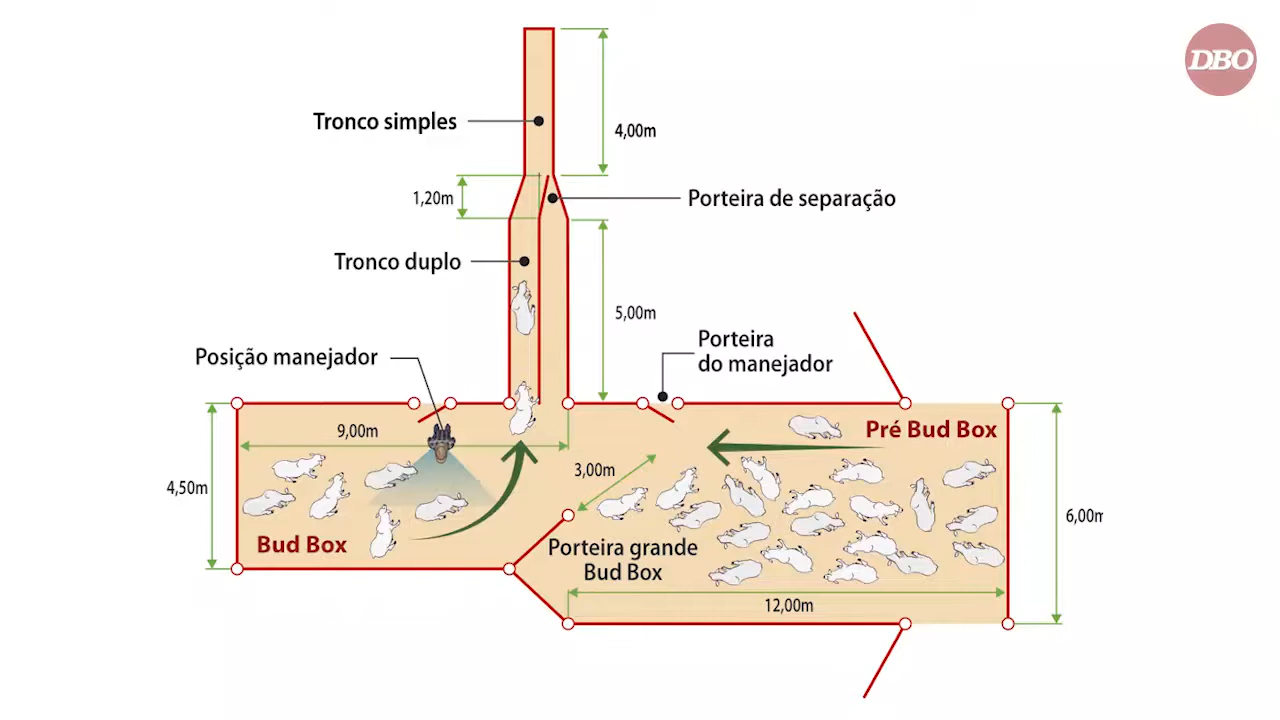 DBO
Tronco simples
4,00m
1,20m
Porteira de separação
Tronco duplo
5,00m
Porteira
do manejador
Posição manejador
9,00m
Pré Bud Box
3,00m
4,50m
6,00m
Bud Box
Porteira grande
Bud Box
12,00m